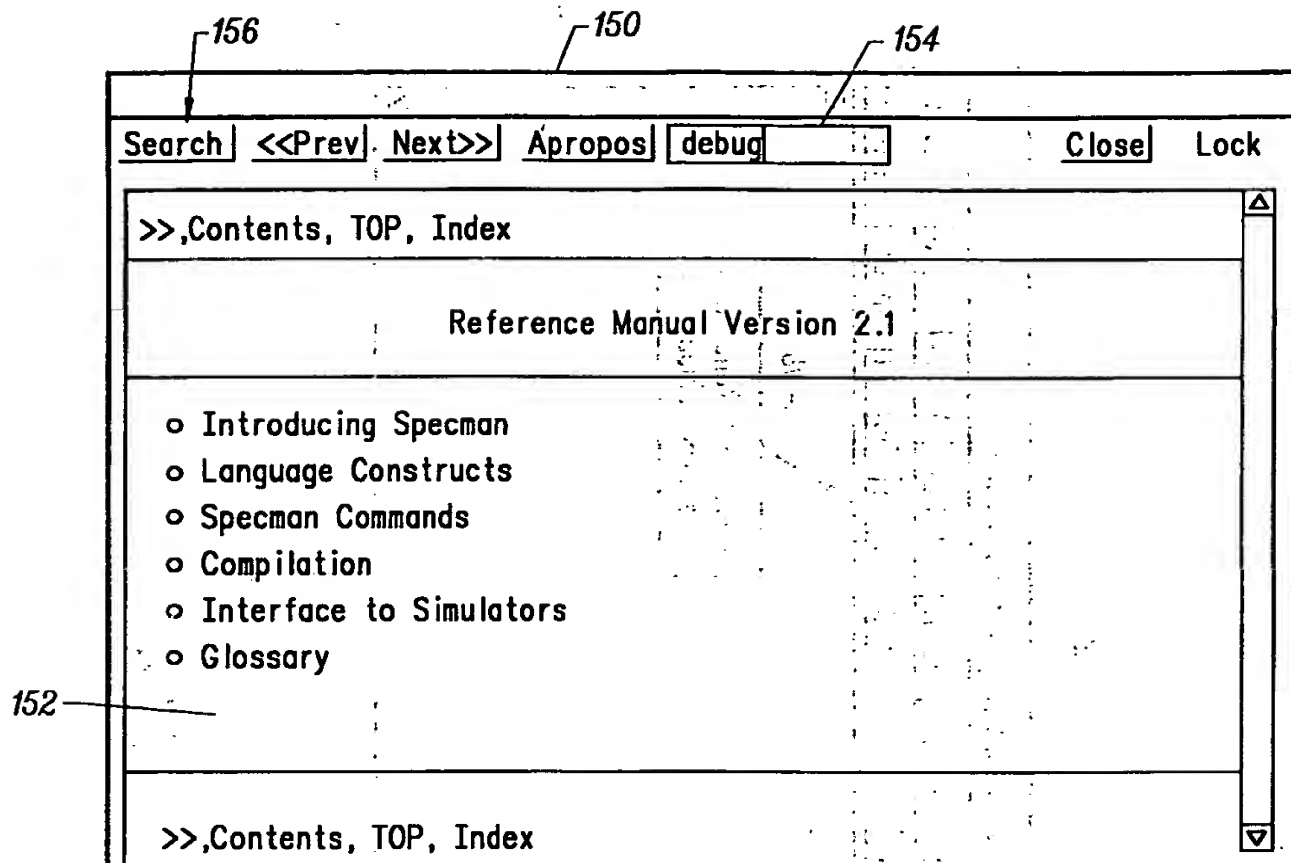 156 150 154
Search <<Prev Next>> Apropos debug Close Lock
>>,Contents, TOP, Index
Reference Manual Version 2.1
o Introducing Specman
o Language Constructs
o Specman Commands
o Compilation
o Interface to Simulators
o Glossary
152
>>,Contents, TOP, Index